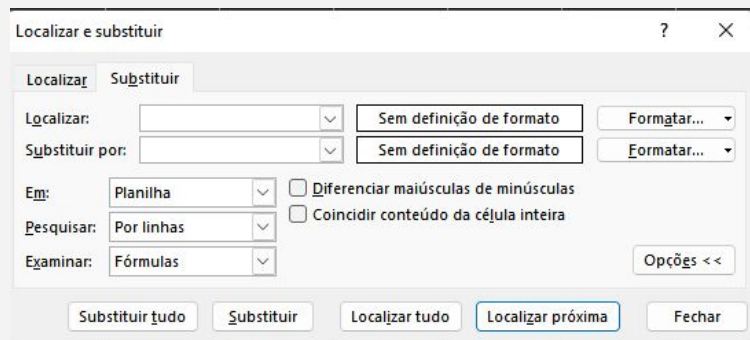 Localizar e substituir ? ×
Localizar Substituir
Localizar: Sem definição de formato Formatar...
Substituir por: Sem definição de formato Formatar...
Em: Planilha Diferenciar maiúsculas de minúsculas
Pesquisar: Por linhas Coincidir conteúdo da célula inteira
Examinar: Fórmulas Opções <<
Substituir tudo Substituir Localizar tudo Localizar próxima Fechar